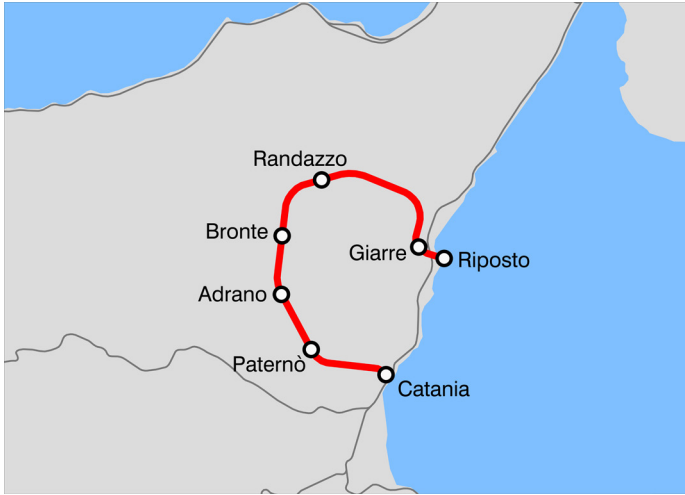 Randazzo
Bronte
Giarre
Riposto
Adrano
Paternò
Catania